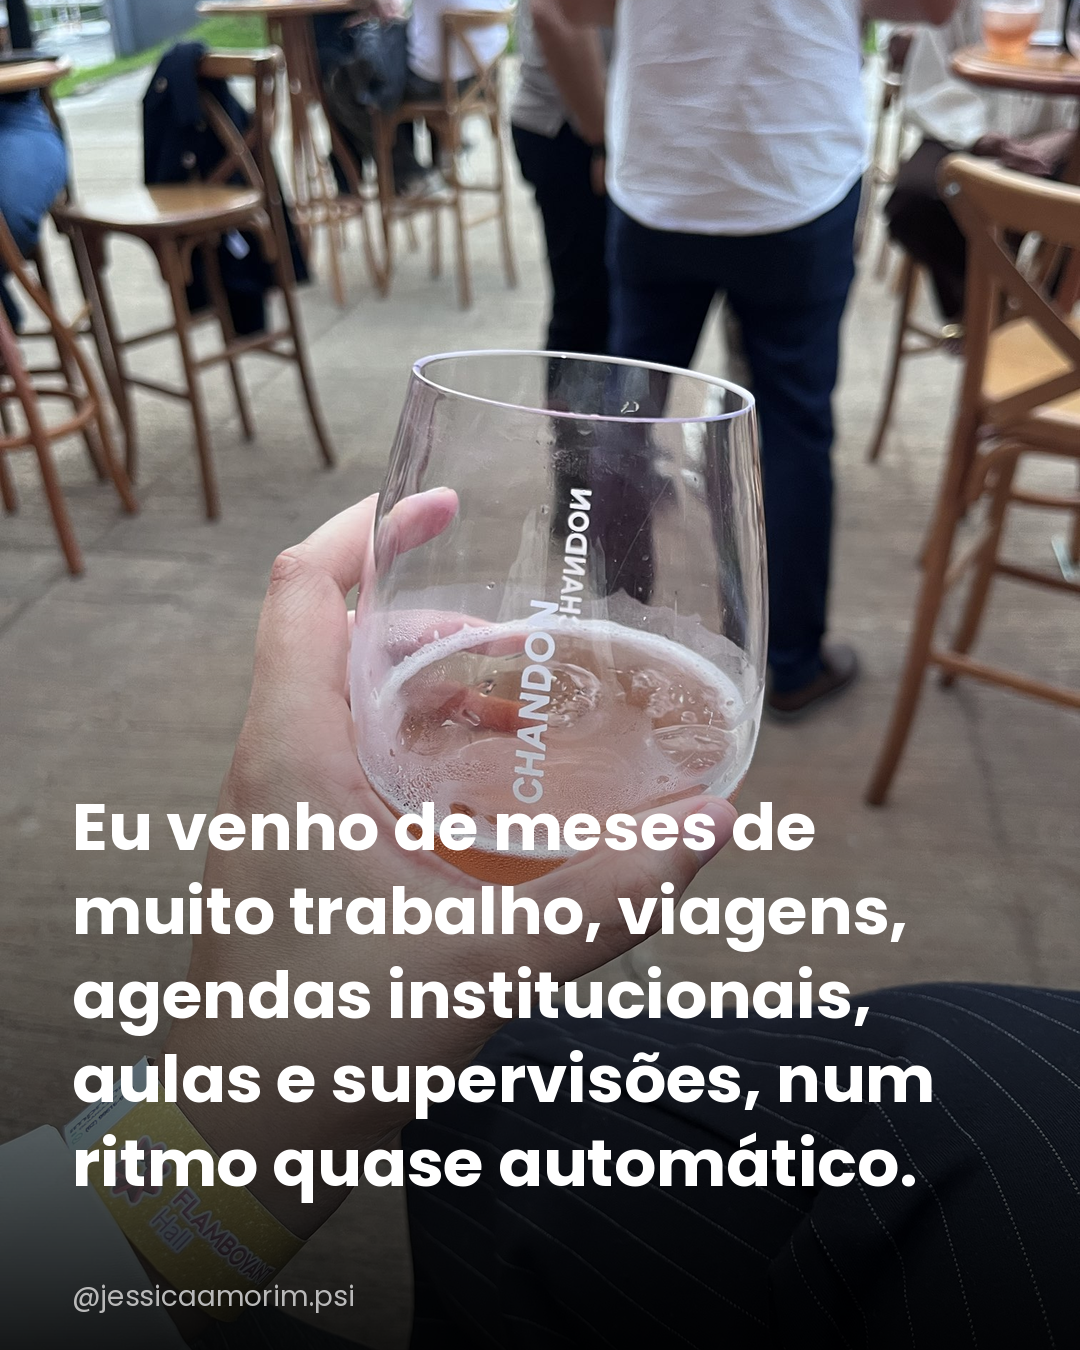 CHANDON
CHANDON
Eu venho de meses de
muito trabalho, viagens,
agendas institucionais,
aulas e supervisões, num
ritmo quase automático.
FLAMBOYANT
Hall
@jessicaamorim.psi